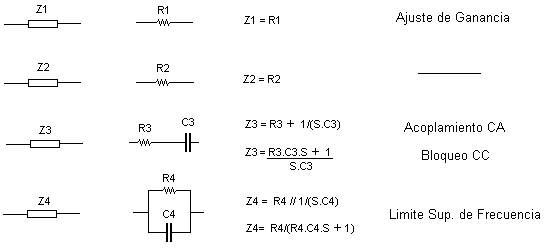 Z1 R1 Z1 = R1 Ajuste de Ganancia
Z2 R2 Z2 = R2
Z3 R3 C3 Z3 = R3 + 1/(S.C3) Acoplamiento CA
Z3 = R3.C3.S + 1 Bloqueo CC
S.C3
Z4 R4 Z4 = R4 // 1/(S.C4) Limite Sup. de Frecuencia
C4 Z4= R4/(R4.C4.S + 1)